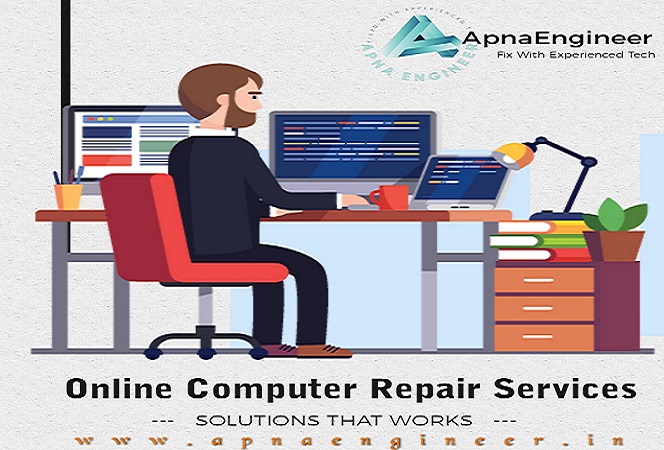 ApnaEngineer
Fix With Experienced Tech
APNA ENGINEER
Online Computer Repair Services
--- SOLUTIONS THAT WORKS ---
www.apnaengineer.in